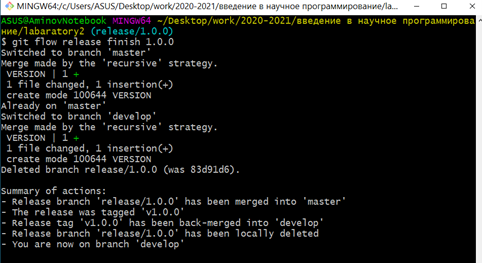 MINGW64:/c/Users/ASUS/Desktop/work/2020-2021/введение в научное программирование/la...
ASUS@AminovNotebook MINGW64 ~/Desktop/work/2020-2021/введение в научное программирова
ние/labaratory2 (release/1.0.0)
$ git flow release finish 1.0.0
Switched to branch 'master'
Merge made by the 'recursive' strategy.
 VERSION | 1 +
 1 file changed, 1 insertion(+)
 create mode 100644 VERSION
Already on 'master'
Switched to branch 'develop'
Merge made by the 'recursive' strategy.
 VERSION | 1 +
 1 file changed, 1 insertion(+)
 create mode 100644 VERSION
Deleted branch release/1.0.0 (was 83d91d6).
Summary of actions:
- Release branch 'release/1.0.0' has been merged into 'master'
- The release was tagged 'v1.0.0'
- Release tag 'v1.0.0' has been back-merged into 'develop'
- Release branch 'release/1.0.0' has been locally deleted
- You are now on branch 'develop'